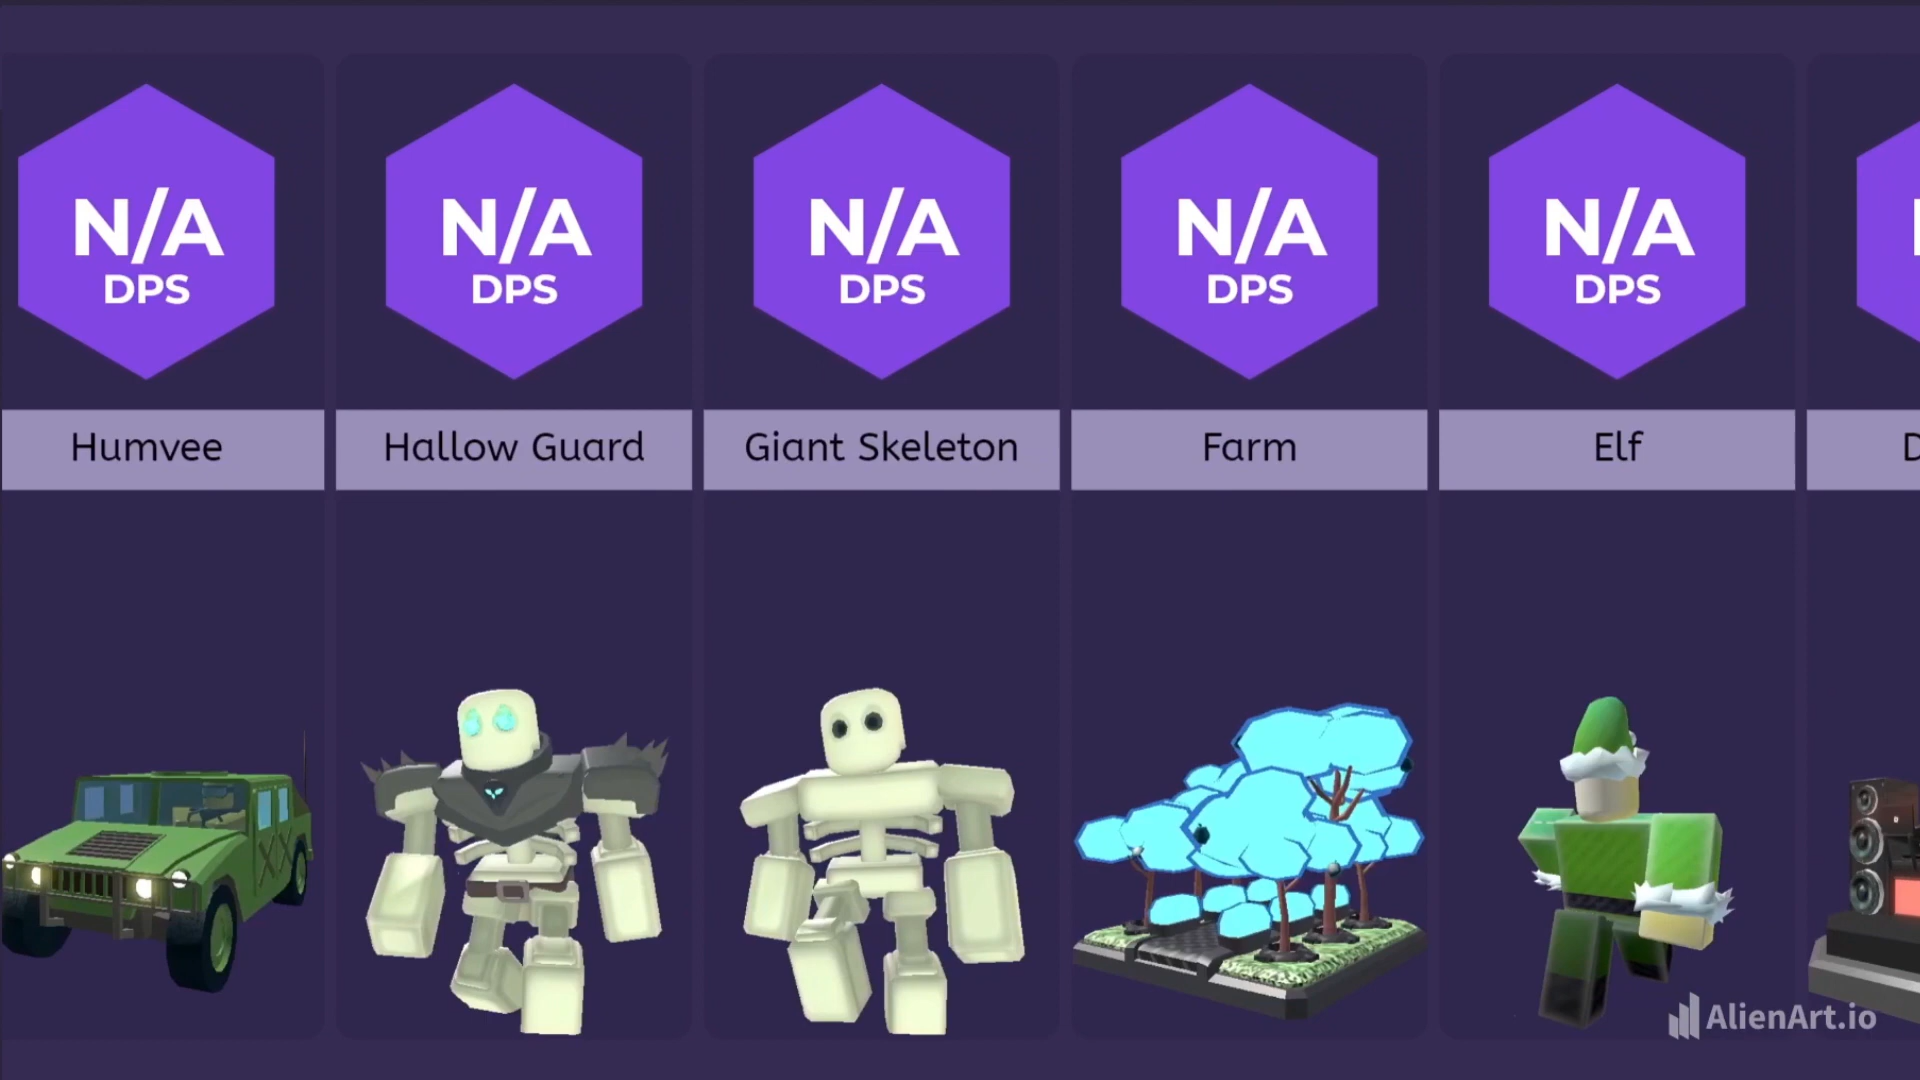 N/A
DPS
N/A
DPS
N/A
DPS
N/A
DPS
N/A
DPS
Humvee
Hallow Guard
Giant Skeleton
Farm
Elf
AlienArt.io